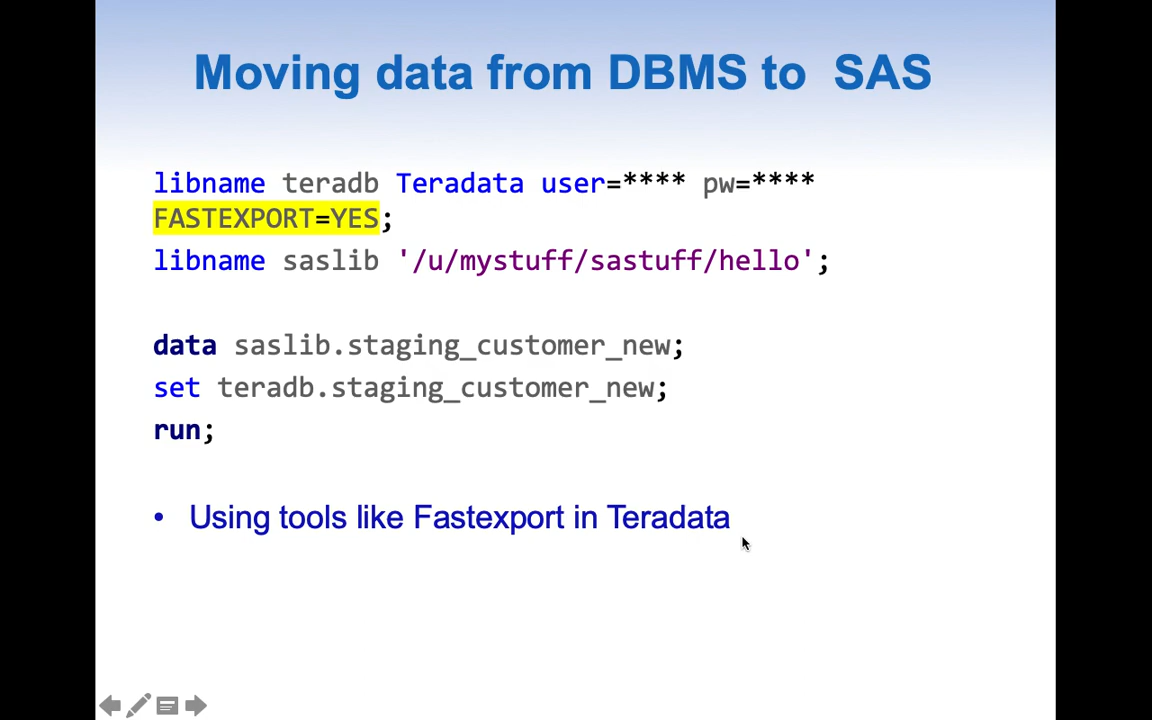 Moving data from DBMS to  SAS
libname teradb Teradata user=**** pw=****
FASTEXPORT=YES;
libname saslib '/u/mystuff/sastuff/hello';
data saslib.staging_customer_new;
set teradb.staging_customer_new;
run;
• Using tools like Fastexport in Teradata